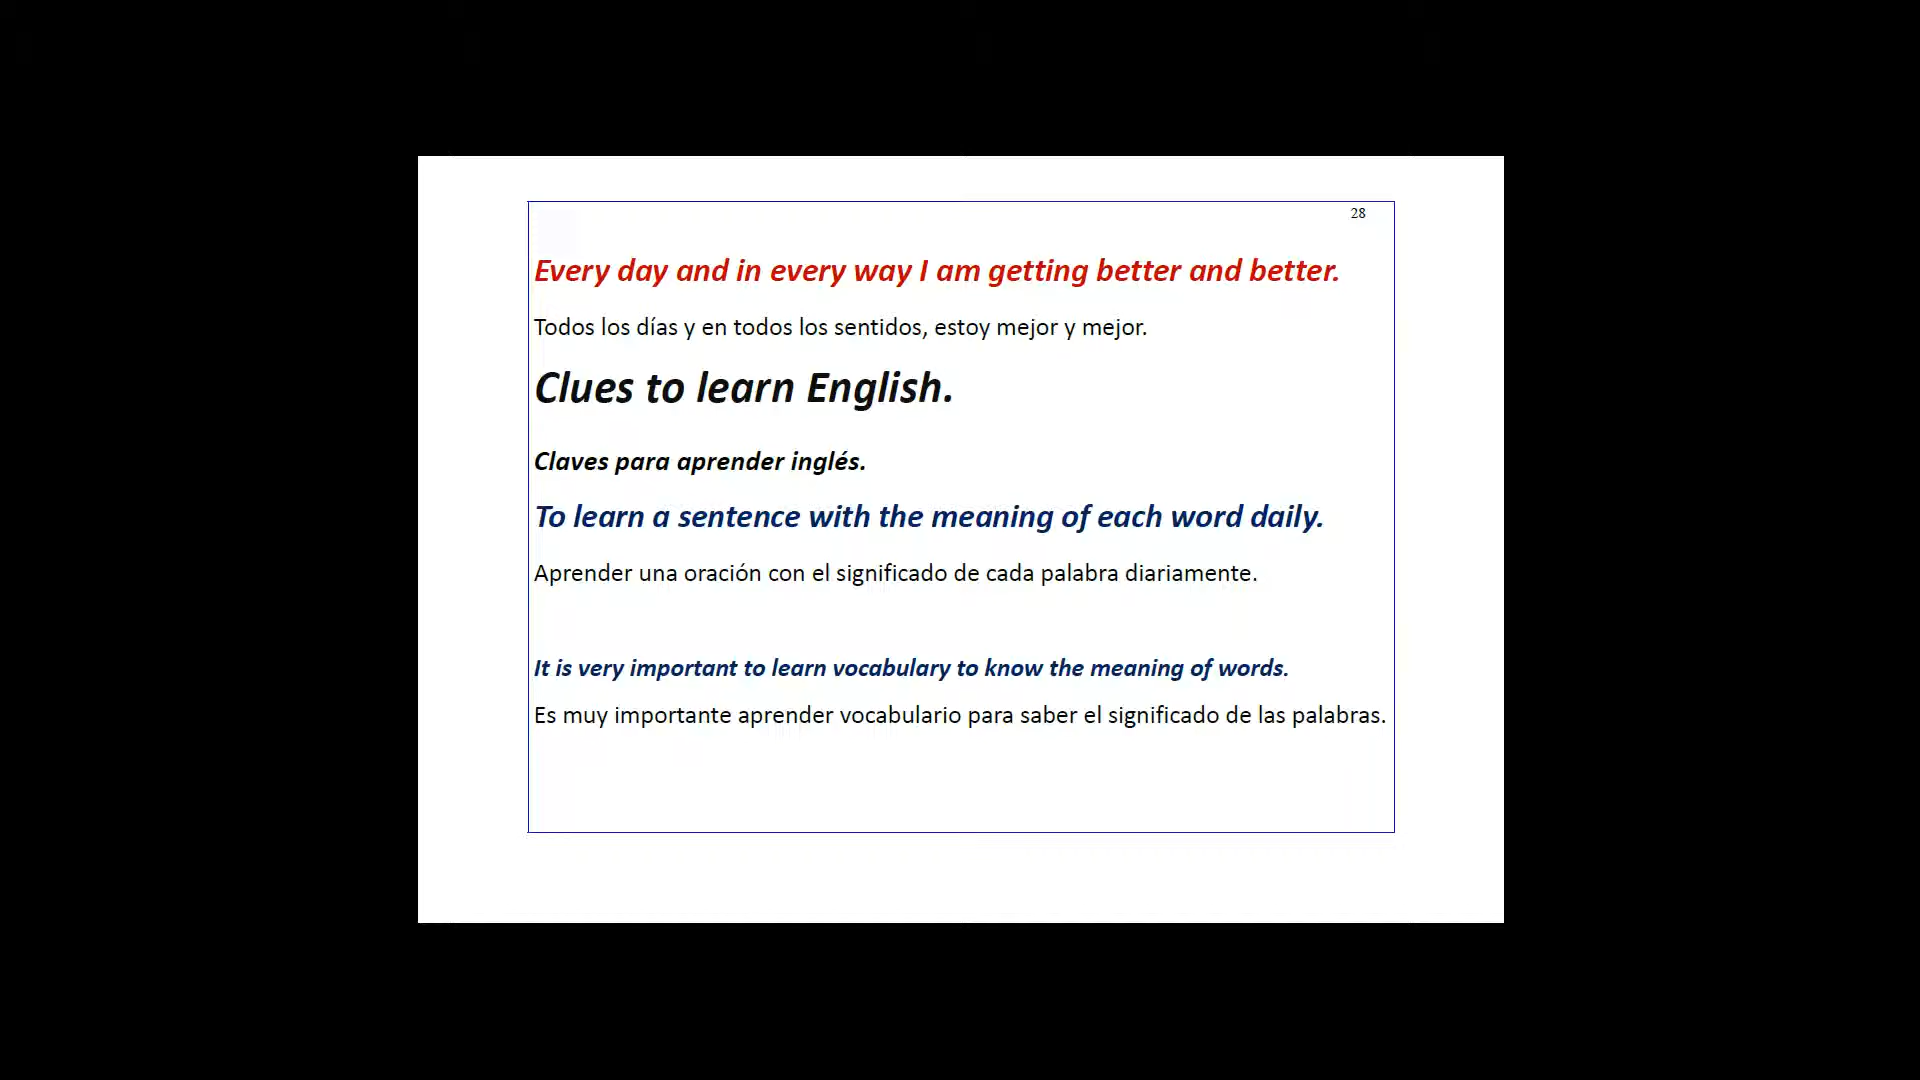 28
Every day and in every way I am getting better and better.
Todos los días y en todos los sentidos, estoy mejor y mejor.
Clues to learn English.
Claves para aprender inglés.
To learn a sentence with the meaning of each word daily.
Aprender una oración con el significado de cada palabra diariamente.
It is very important to learn vocabulary to know the meaning of words.
Es muy importante aprender vocabulario para saber el significado de las palabras.